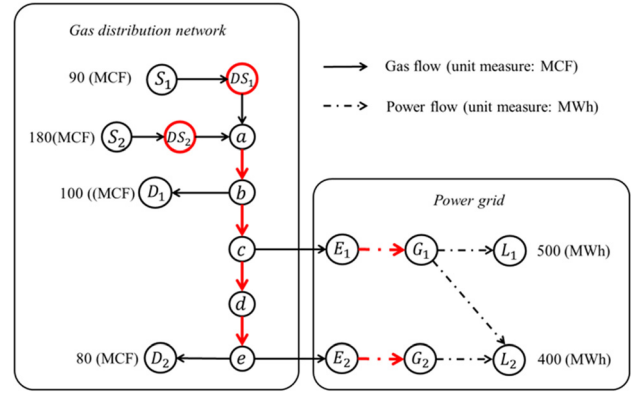 Gas distribution network
90 (MCF) S₁ DS₁
Gas flow (unit measure: MCF)
Power flow (unit measure: MWh)
180(MCF) S₂ DS₂ a
100 ((MCF) D₁ b
Power grid
c E₁ G₁ L₁ 500 (MWh)
d
80 (MCF) D₂ e E₂ G₂ L₂ 400 (MWh)